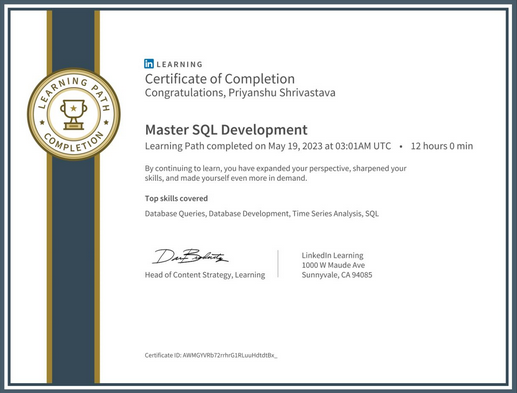 LEARNING PATH
COMPLETION
in LEARNING
Certificate of Completion
Congratulations, Priyanshu Shrivastava
Master SQL Development
Learning Path completed on May 19, 2023 at 03:01AM UTC • 12 hours 0 min
By continuing to learn, you have expanded your perspective, sharpened your
skills, and made yourself even more in demand.
Top skills covered
Database Queries, Database Development, Time Series Analysis, SQL
Head of Content Strategy, Learning
LinkedIn Learning
1000 W Maude Ave
Sunnyvale, CA 94085
Certificate ID: AWMGYVRb72rrhrG1RLuuHdtdtBx_